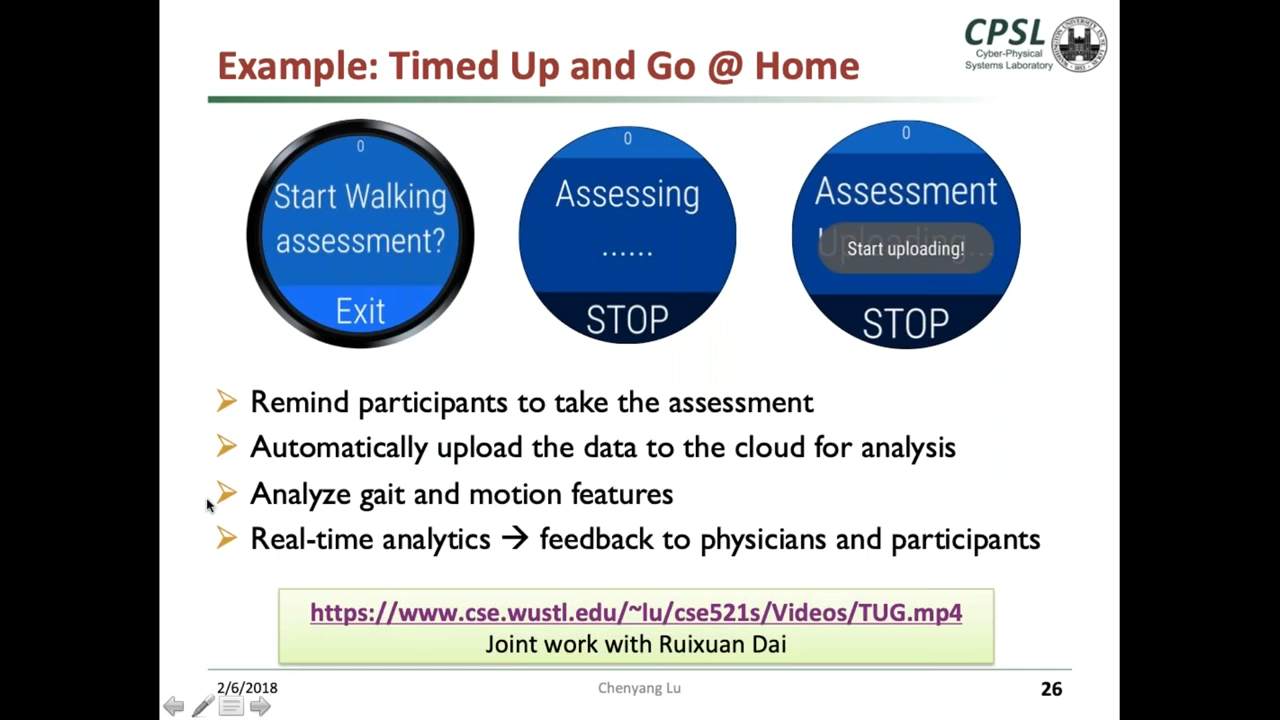 Example: Timed Up and Go @ Home
CPSL
Cyber-Physical
Systems Laboratory
0
Start Walking
assessment?
Exit
0
Assessing
......
STOP
0
Assessment
Uploading...
Start uploading!
STOP
Remind participants to take the assessment
Automatically upload the data to the cloud for analysis
Analyze gait and motion features
Real-time analytics → feedback to physicians and participants
https://www.cse.wustl.edu/~lu/cse521s/Videos/TUG.mp4
Joint work with Ruixuan Dai
2/6/2018
Chenyang Lu
26